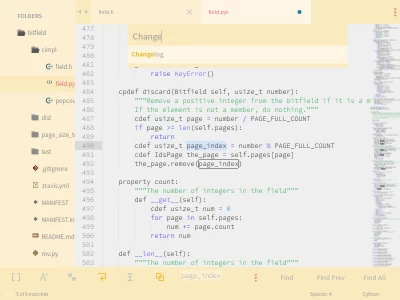 FOLDERS
bitfield
cimpl
field.h
field.py
popcou
dist
page_size_
test
.gitignore
.travis.yml
MANIFEST
MANIFEST.in
README.md
mv.py
field.h
field.pyx
Change
Changelog
477
478
482
483 raise KeyError()
484
485 cpdef discard(Bitfield self, usize_t number):
486 """Remove a positive integer from the bitfield if it is a m
487 If the element is not a member, do nothing."""
488 cdef usize_t page = number / PAGE_FULL_COUNT
488 if page >= len(self.pages):
489 return
490 cdef usize_t page_index = number % PAGE_FULL_COUNT
491 cdef IdsPage the_page = self.pages[page]
492 the_page.remove(page_index)
493
494 property count:
495 """The number of integers in the field"""
496 def __get__(self):
497 cdef usize_t num = 0
498 for page in self.pages:
499 num += page.count
500 return num
501
502 def __len__(self):
503 """The number of integers in the field"""
page_index
Find
Find Prev
Find All
5 of 6 matches
Spaces: 4
Cython